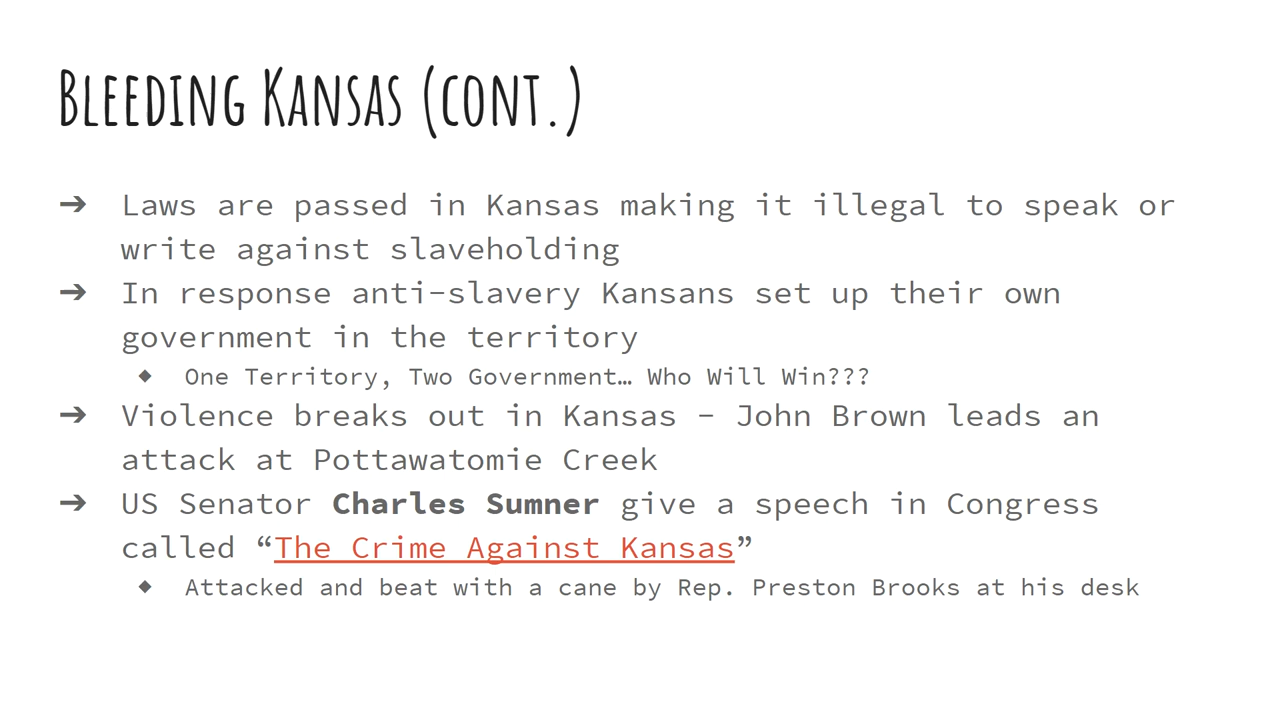 Bleeding Kansas (cont.)
➔ Laws are passed in Kansas making it illegal to speak or
write against slaveholding
➔ In response anti-slavery Kansans set up their own
government in the territory
◆ One Territory, Two Government… Who Will Win???
➔ Violence breaks out in Kansas - John Brown leads an
attack at Pottawatomie Creek
➔ US Senator Charles Sumner give a speech in Congress
called “The Crime Against Kansas”
◆ Attacked and beat with a cane by Rep. Preston Brooks at his desk